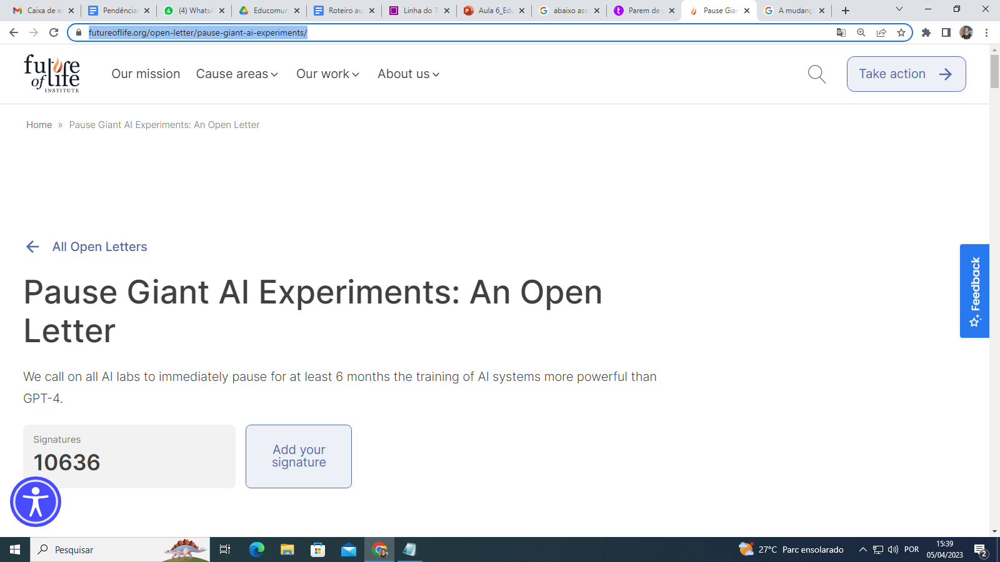 Caixa de e
Pendência
(4) WhatsA
Educomun
Roteiro au
Linha do T
Aula 6_Edu
abaixo ass
Parem de
Pause Gian
A mudanç
futureoflife.org/open-letter/pause-giant-ai-experiments/
future
of life
INSTITUTE
Our mission
Cause areas
Our work
About us
Take action
Home » Pause Giant AI Experiments: An Open Letter
All Open Letters
Pause Giant AI Experiments: An Open
Letter
We call on all AI labs to immediately pause for at least 6 months the training of AI systems more powerful than
GPT-4.
Signatures
10636
Add your
signature
Feedback
Pesquisar
27°C Parc ensolarado
POR
15:39
05/04/2023
2